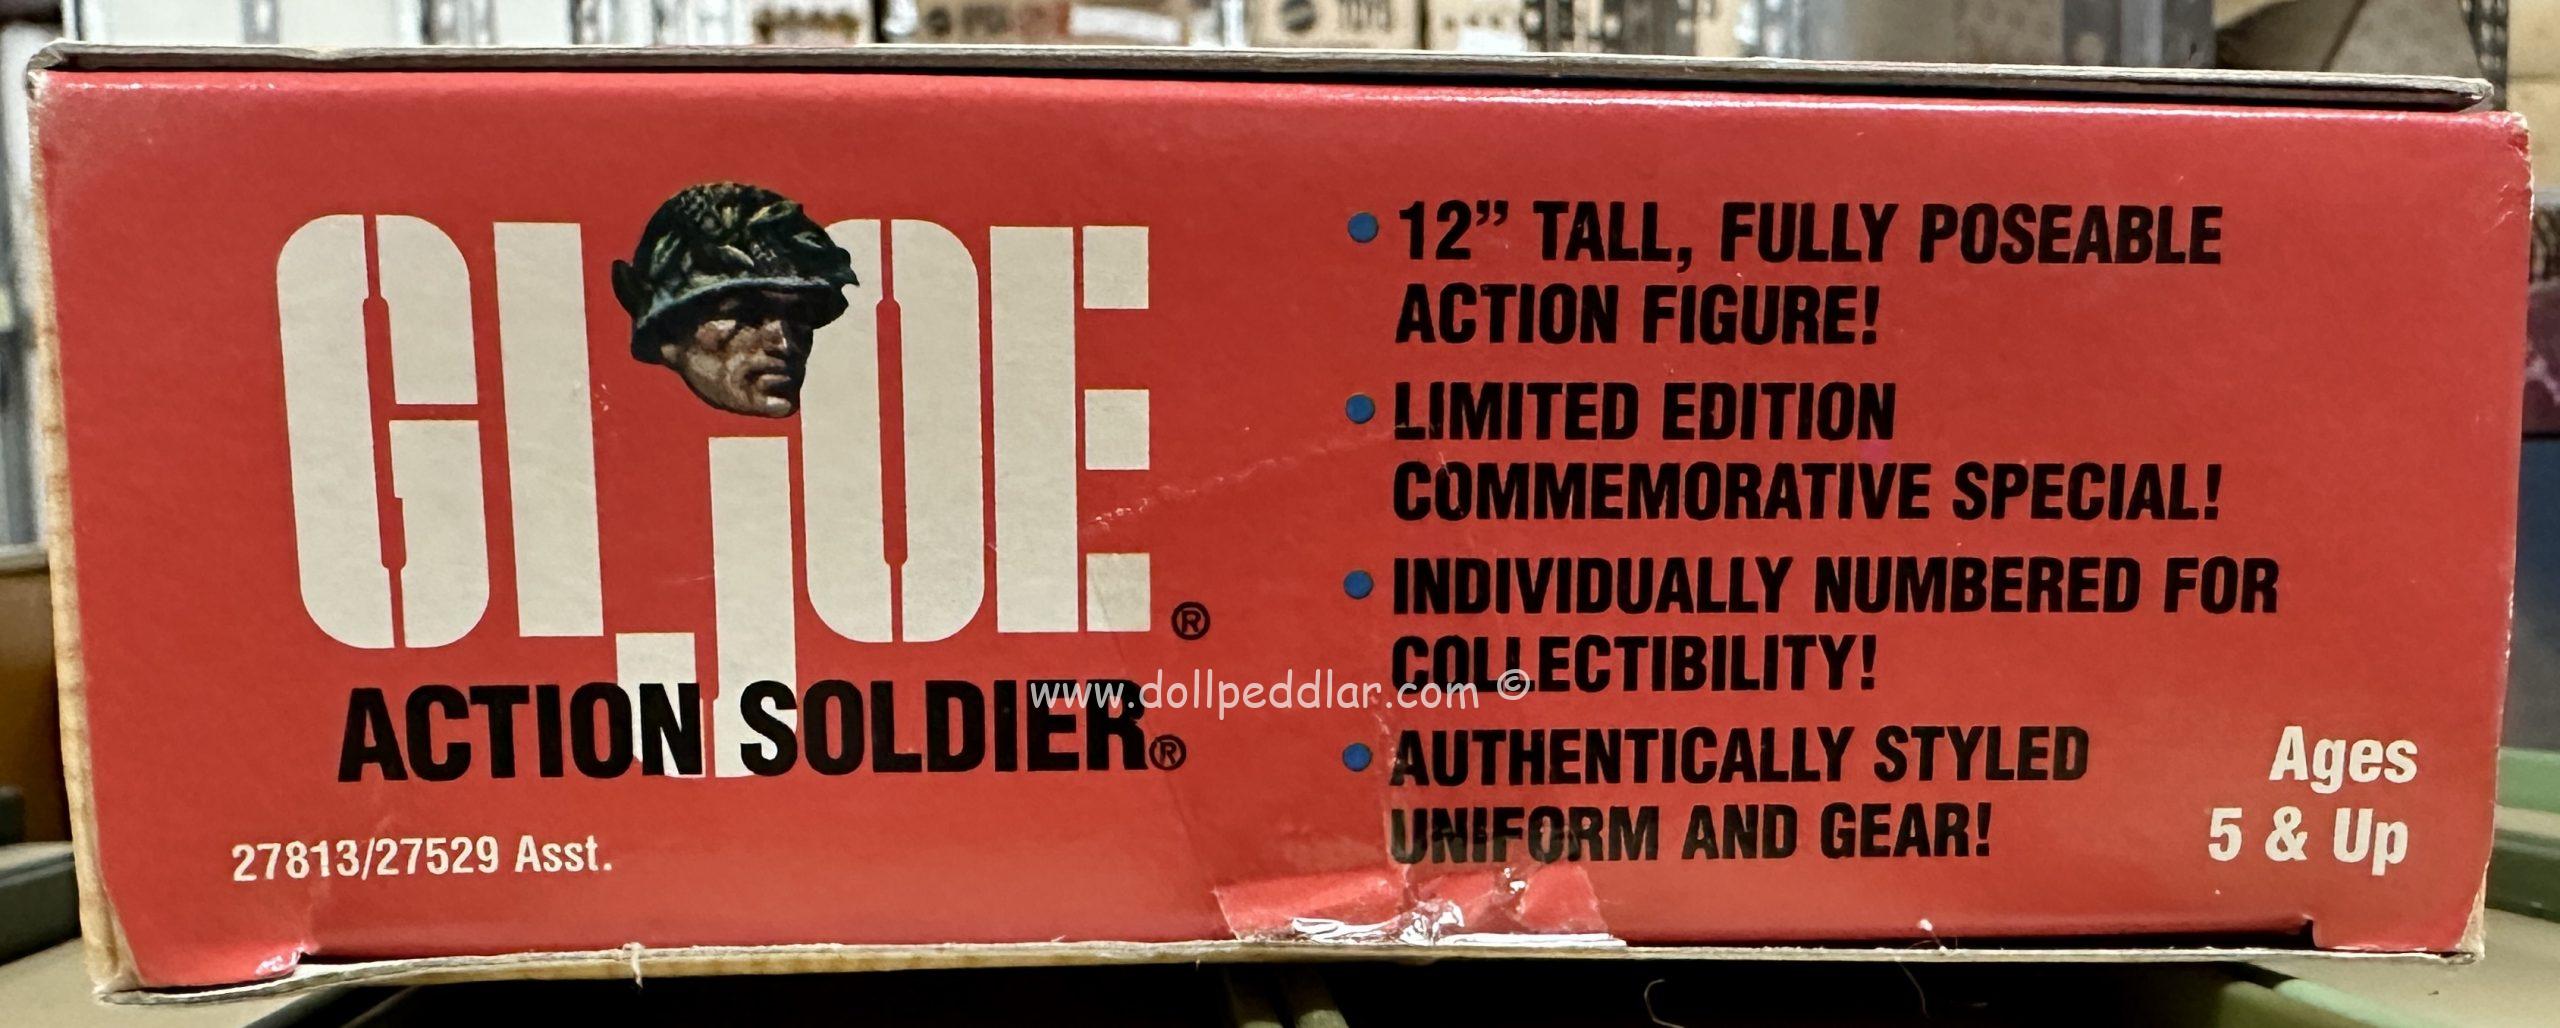 GI JOE®
ACTION SOLDIER®
27813/27529 Asst.
• 12” TALL, FULLY POSEABLE
ACTION FIGURE!
• LIMITED EDITION
COMMEMORATIVE SPECIAL!
• INDIVIDUALLY NUMBERED FOR
COLLECTIBILITY!
• AUTHENTICALLY STYLED
UNIFORM AND GEAR!
Ages
5 & Up
www.dollpeddlar.com ©